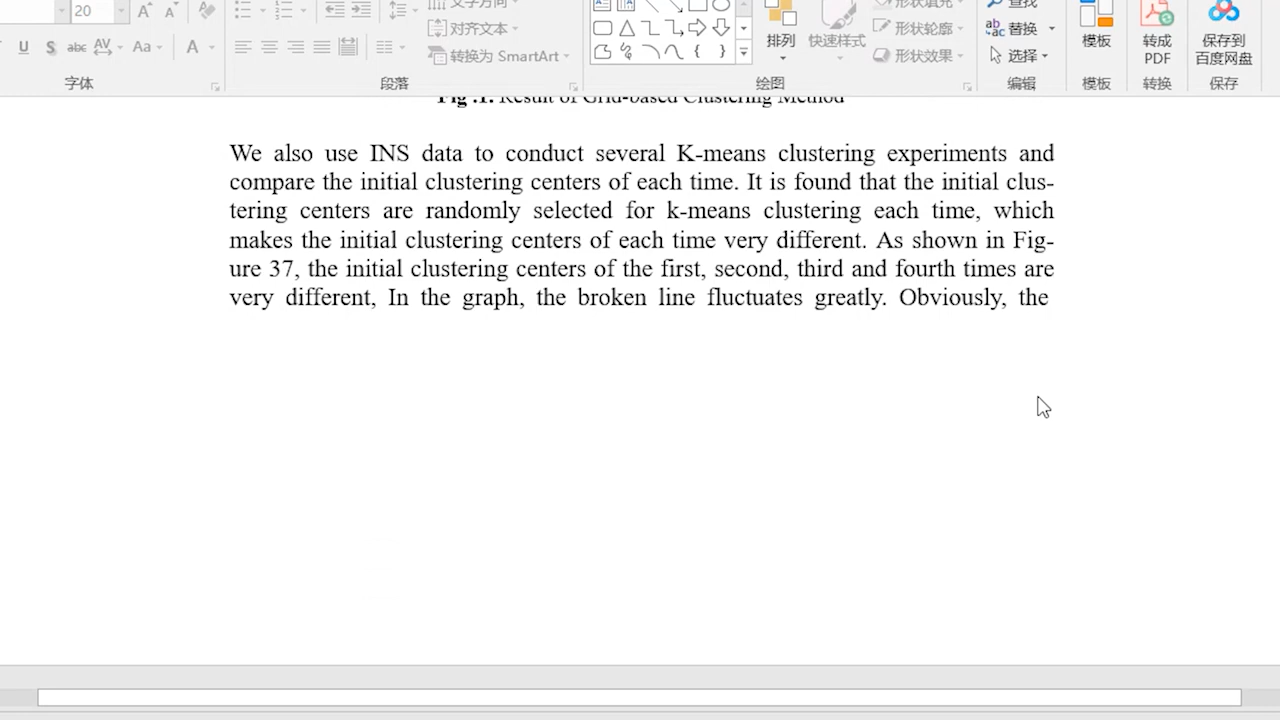 20 A A
文字方向
U S abc AV Aa A
对齐文本
转换为 SmartArt
字体
段落
排列
快速样式
形状填充
形状轮廓
形状效果
绘图
查找
替换
选择
编辑
模板
模板
转成
PDF
转换
保存到
百度网盘
保存
Fig .1. Result of Grid-based Clustering Method
We also use INS data to conduct several K-means clustering experiments and
compare the initial clustering centers of each time. It is found that the initial clus-
tering centers are randomly selected for k-means clustering each time, which
makes the initial clustering centers of each time very different. As shown in Fig-
ure 37, the initial clustering centers of the first, second, third and fourth times are
very different, In the graph, the broken line fluctuates greatly. Obviously, the